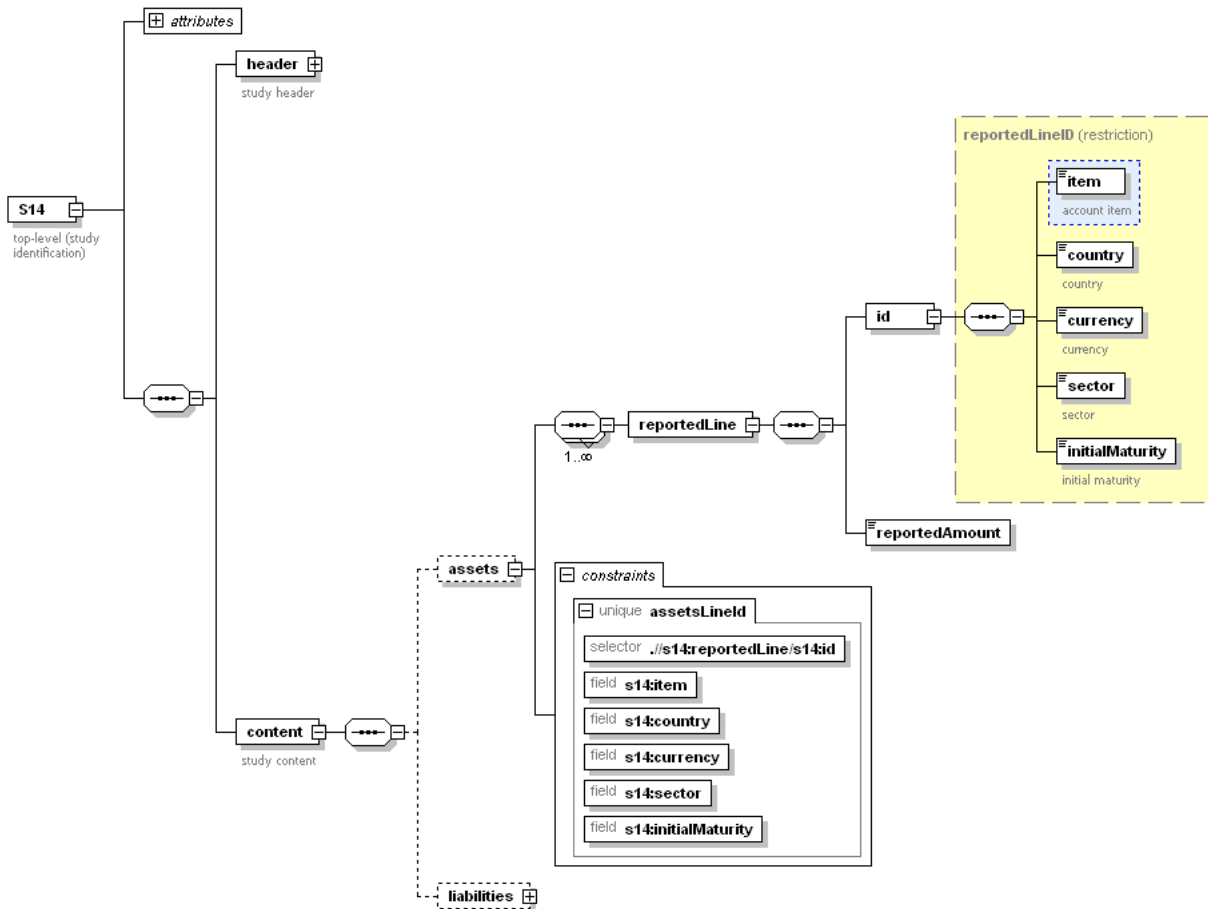 attributes
header
study header
S14
top-level (study
identification)
reportedLineID (restriction)
item
account item
country
country
currency
currency
sector
sector
initialMaturity
initial maturity
id
reportedLine
1..∞
reportedAmount
assets
constraints
unique assetsLineId
selector .//s14:reportedLine/s14:id
field s14:item
field s14:country
field s14:currency
field s14:sector
field s14:initialMaturity
content
study content
liabilities